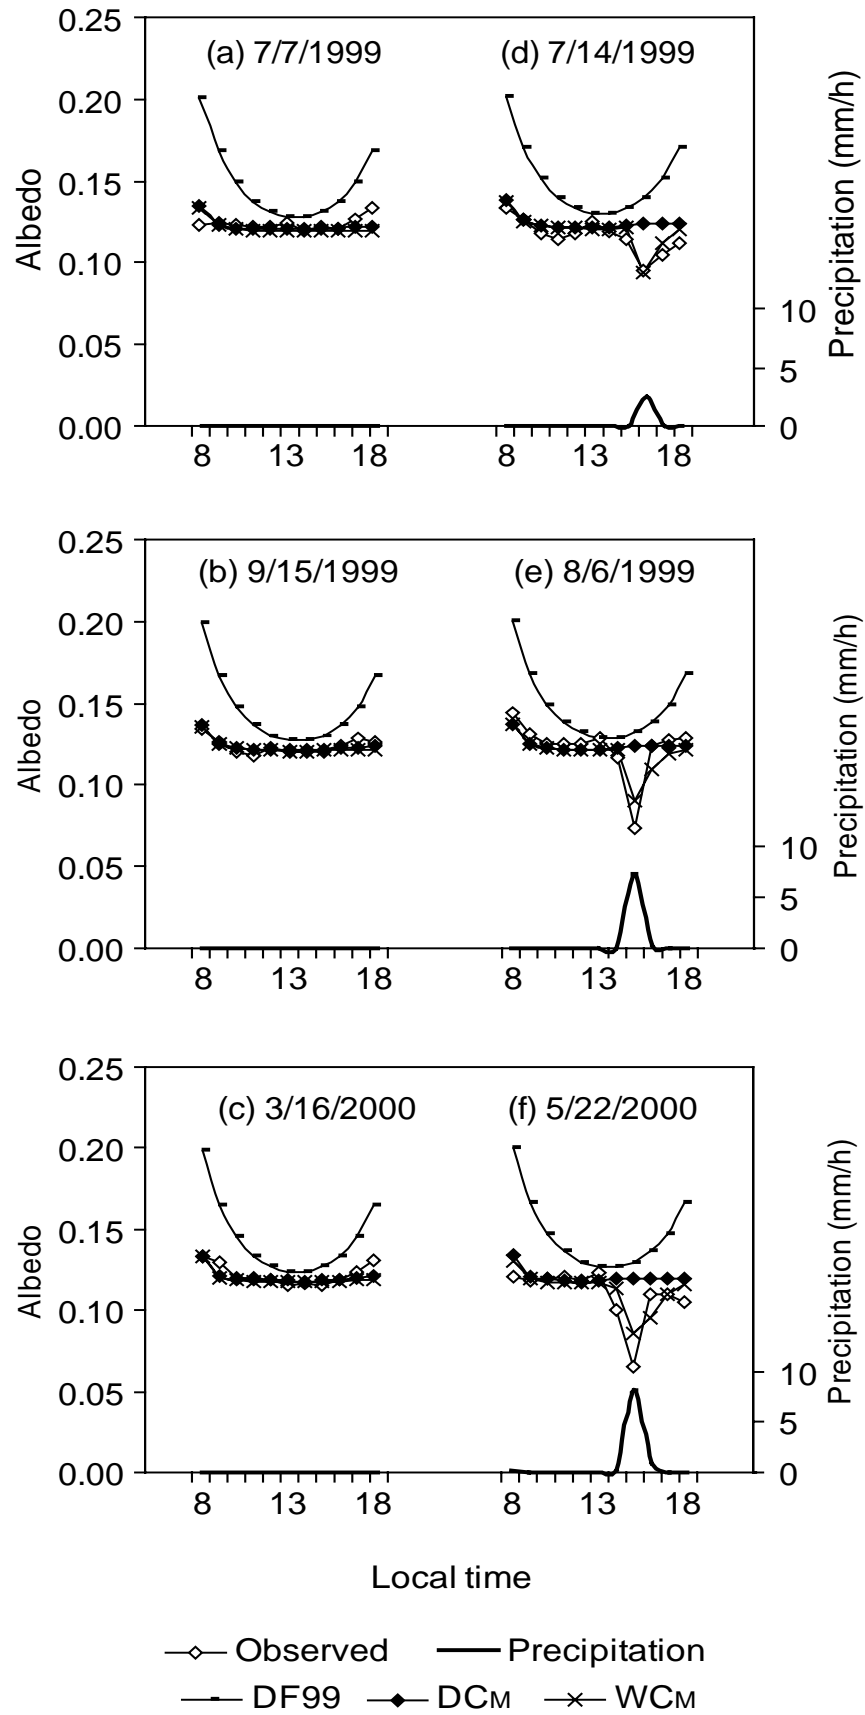 0.25
(a) 7/7/1999 (d) 7/14/1999
0.20
0.15
0.10
0.05
0.00
Albedo
10
5
0
Precipitation (mm/h)
8 13 18 8 13 18
0.25
(b) 9/15/1999 (e) 8/6/1999
0.20
0.15
0.10
0.05
0.00
Albedo
10
5
0
Precipitation (mm/h)
8 13 18 8 13 18
0.25
(c) 3/16/2000 (f) 5/22/2000
0.20
0.15
0.10
0.05
0.00
Albedo
10
5
0
Precipitation (mm/h)
8 13 18 8 13 18
Local time
Observed Precipitation
DF99 DCM WCM